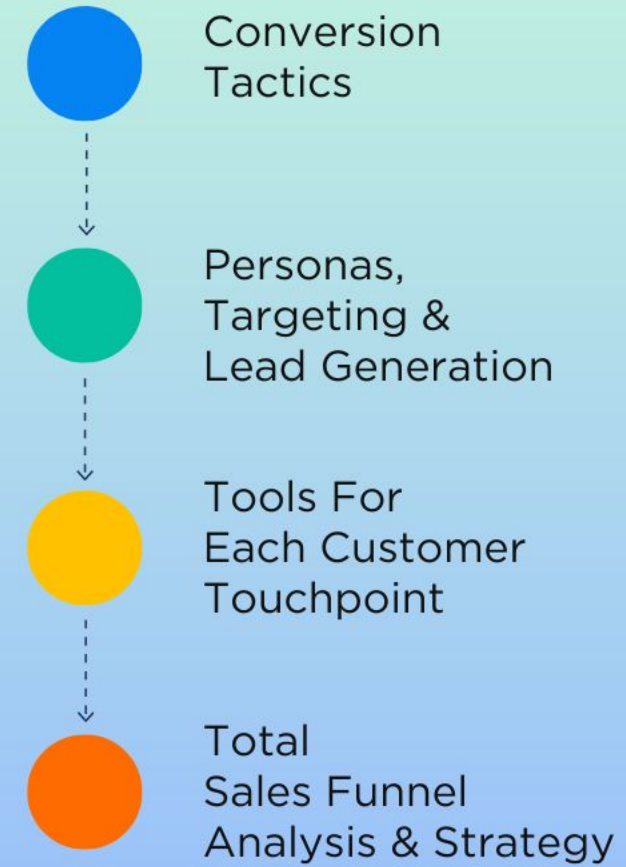 Conversion
Tactics
Personas,
Targeting &
Lead Generation
Tools For
Each Customer
Touchpoint
Total
Sales Funnel
Analysis & Strategy